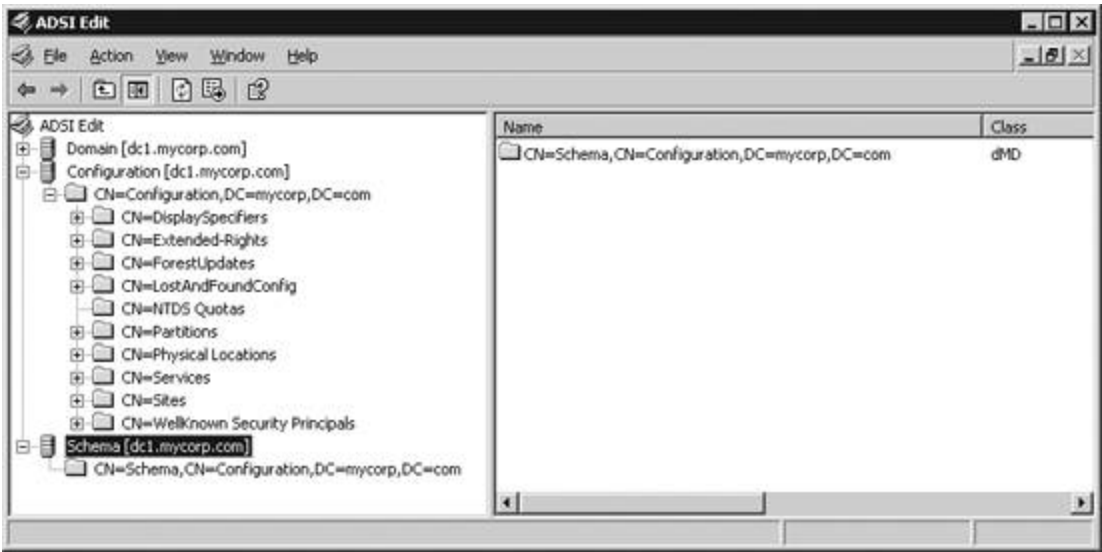 ADSI Edit
File Action View Window Help
ADSI Edit
Domain [dc1.mycorp.com]
Configuration [dc1.mycorp.com]
CN=Configuration,DC=mycorp,DC=com
CN=DisplaySpecifiers
CN=Extended-Rights
CN=ForestUpdates
CN=LostAndFoundConfig
CN=NTDS Quotas
CN=Partitions
CN=Physical Locations
CN=Services
CN=Sites
CN=WellKnown Security Principals
Schema [dc1.mycorp.com]
CN=Schema,CN=Configuration,DC=mycorp,DC=com
Name Class
CN=Schema,CN=Configuration,DC=mycorp,DC=com dMD